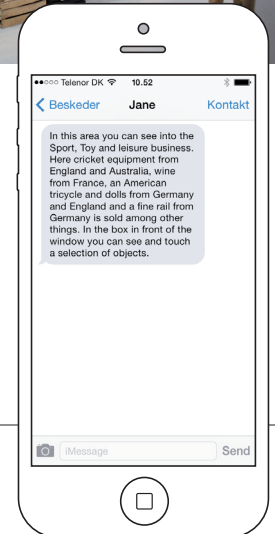 ●●○○○ Telenor DK 10.52
Beskeder Jane Kontakt
In this area you can see into the
Sport, Toy and leisure business.
Here cricket equipment from
England and Australia, wine
from France, an American
tricycle and dolls from Germany
and England and a fine rail from
Germany is sold among other
things. In the box in front of the
window you can see and touch
a selection of objects.
iMessage Send